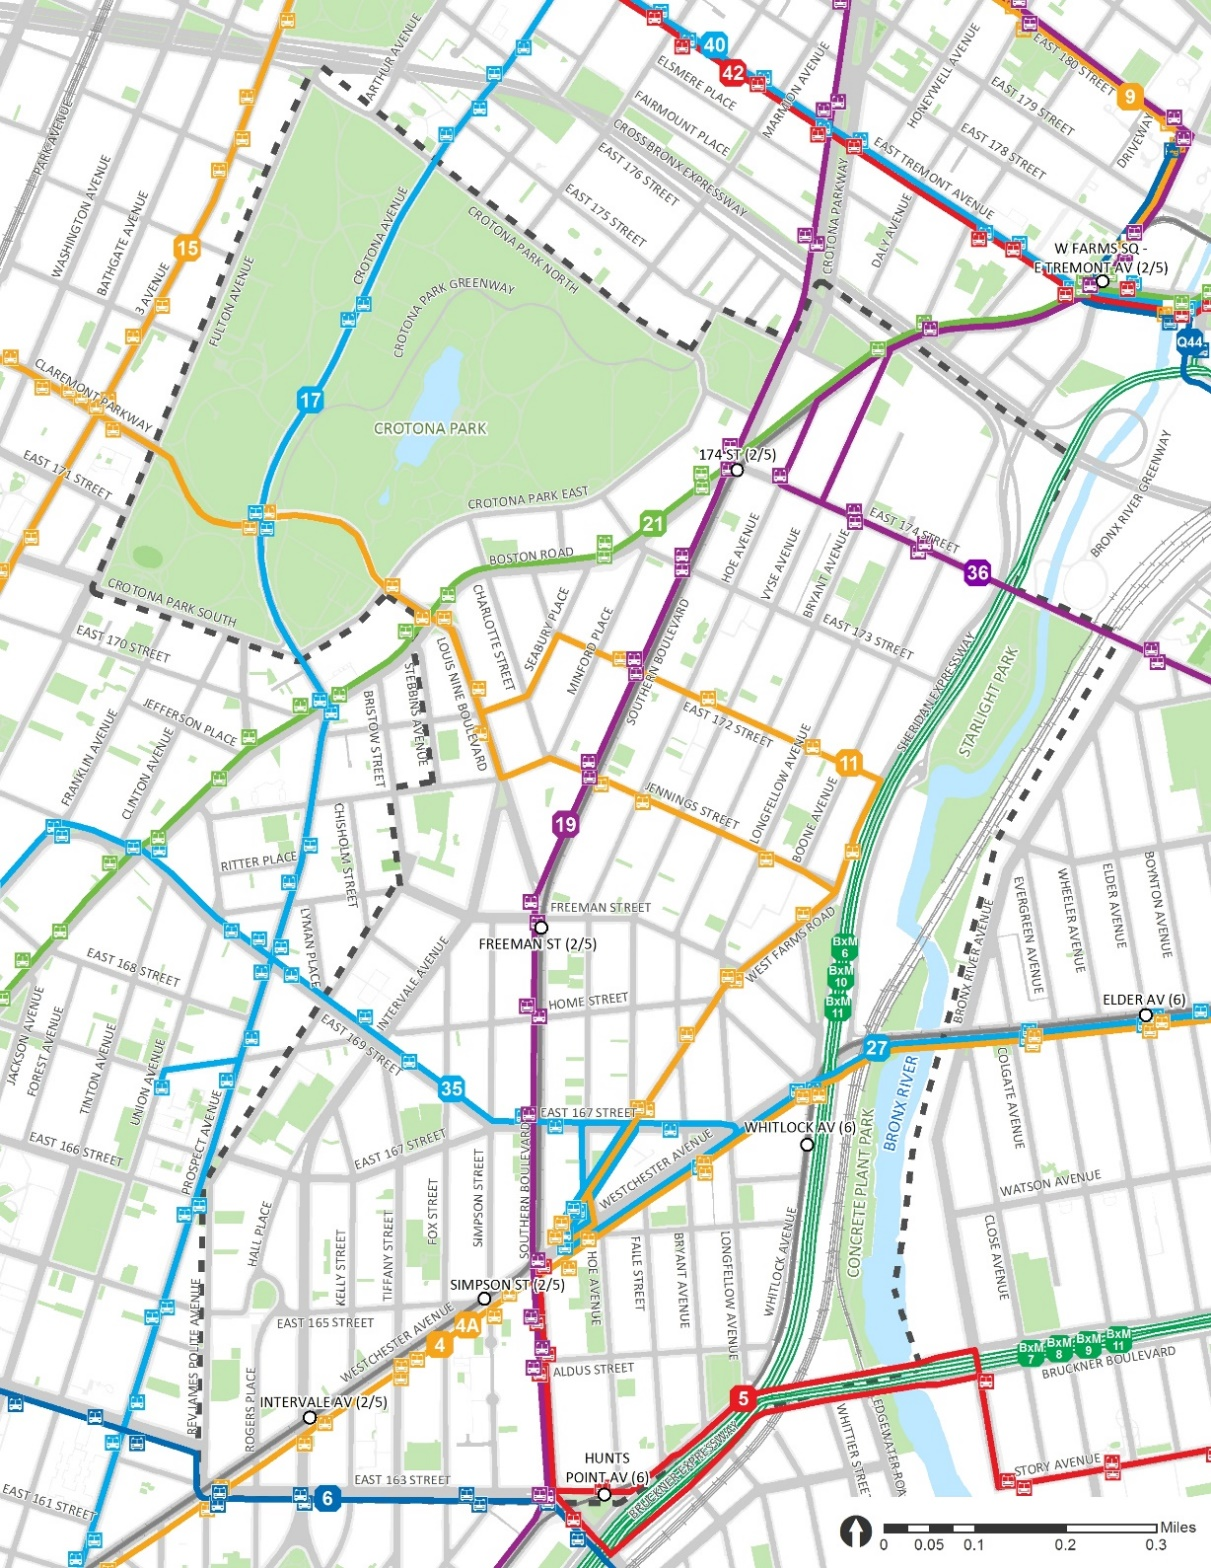 ARTHUR AVENUE
PARK AVENUE
40
42
ELSMERE PLACE
FAIRMOUNT PLACE
MARMION AVENUE
HONEYWELL AVENUE
EAST 180 STREET
9
EAST 179 STREET
DRIVEWAY
EAST 178 STREET
CROSS BRONX EXPRESSWAY
EAST 176 STREET
EAST TREMONT AVENUE
WASHINGTON AVENUE
BATHGATE AVENUE
EAST 175 STREET
CROTONA PARKWAY
DALY AVENUE
CROTONA AVENUE
CROTONA PARK NORTH
15
3 AVENUE
FULTON AVENUE
W FARMS SQ -
E TREMONT AV (2/5)
CROTONA PARK GREENWAY
Q44
CLAREMONT PARKWAY
17
CROTONA PARK
EAST 171 STREET
174 ST (2/5)
CROTONA PARK EAST
21
BOSTON ROAD
EAST 174 STREET
36
BRONX RIVER GREENWAY
HOE AVENUE
VYSE AVENUE
BRYANT AVENUE
CROTONA PARK SOUTH
EAST 170 STREET
CHARLOTTE STREET
SEABURY PLACE
MINFORD PLACE
SOUTHERN BOULEVARD
EAST 173 STREET
LOUIS NINE BOULEVARD
STEBBINS AVENUE
BRISTOW STREET
JEFFERSON PLACE
FRANKLIN AVENUE
CLINTON AVENUE
EAST 172 STREET
11
SHERIDAN EXPRESSWAY
STARLIGHT PARK
LONGFELLOW AVENUE
BOONE AVENUE
JENNINGS STREET
19
RITTER PLACE
CHISHOLM STREET
FREEMAN STREET
FREEMAN ST (2/5)
WEST FARMS ROAD
BxM
6
BxM
10
BxM
11
BRONX RIVER AVENUE
EVERGREEN AVENUE
WHEELER AVENUE
ELDER AVENUE
BOYNTON AVENUE
LYMAN PLACE
EAST 168 STREET
INTERVALE AVENUE
HOME STREET
ELDER AV (6)
JACKSON AVENUE
FOREST AVENUE
TINTON AVENUE
UNION AVENUE
EAST 169 STREET
35
27
COLGATE AVENUE
BRONX RIVER
EAST 167 STREET
WHITLOCK AV (6)
EAST 166 STREET
PROSPECT AVENUE
EAST 167 STREET
WESTCHESTER AVENUE
CONCRETE PLANT PARK
WATSON AVENUE
HALL PLACE
KELLY STREET
TIFFANY STREET
FOX STREET
SIMPSON STREET
SOUTHERN BOULEVARD
HOE AVENUE
FAILE STREET
BRYANT AVENUE
LONGFELLOW AVENUE
WHITLOCK AVENUE
CLOSE AVENUE
SIMPSON ST (2/5)
EAST 165 STREET
WESTCHESTER AVENUE
4A
4
REV JAMES POLITE AVENUE
ROGERS PLACE
ALDUS STREET
BxM
7
BxM
8
BxM
9
BxM
11
BRUCKNER BOULEVARD
5
INTERVALE AV (2/5)
HUNTS
POINT AV (6)
BRUCKNER EXPRESSWAY
WHITTIER STREET
STORY AVENUE
EAST 163 STREET
6
EAST 161 STREET
0
0.05
0.1
0.2
0.3
Miles